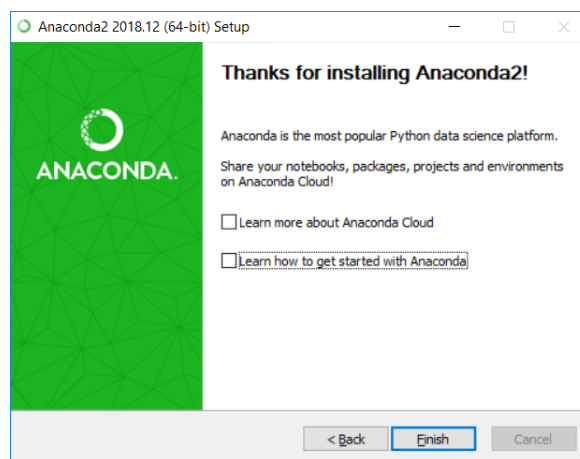 Anaconda2 2018.12 (64-bit) Setup
Thanks for installing Anaconda2!
ANACONDA.
Anaconda is the most popular Python data science platform.
Share your notebooks, packages, projects and environments
on Anaconda Cloud!
Learn more about Anaconda Cloud
Learn how to get started with Anaconda
< Back
Finish
Cancel